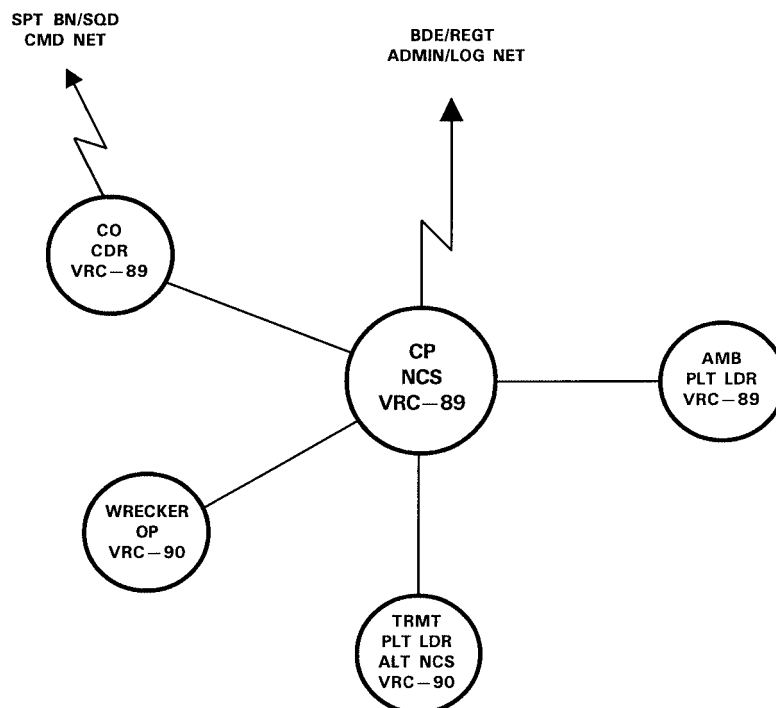 SPT BN/SQD
CMD NET
BDE/REGT
ADMIN/LOG NET
CO
CDR
VRC—89
CP
NCS
VRC—89
AMB
PLT LDR
VRC—89
WRECKER
OP
VRC—90
TRMT
PLT LDR
ALT NCS
VRC—90